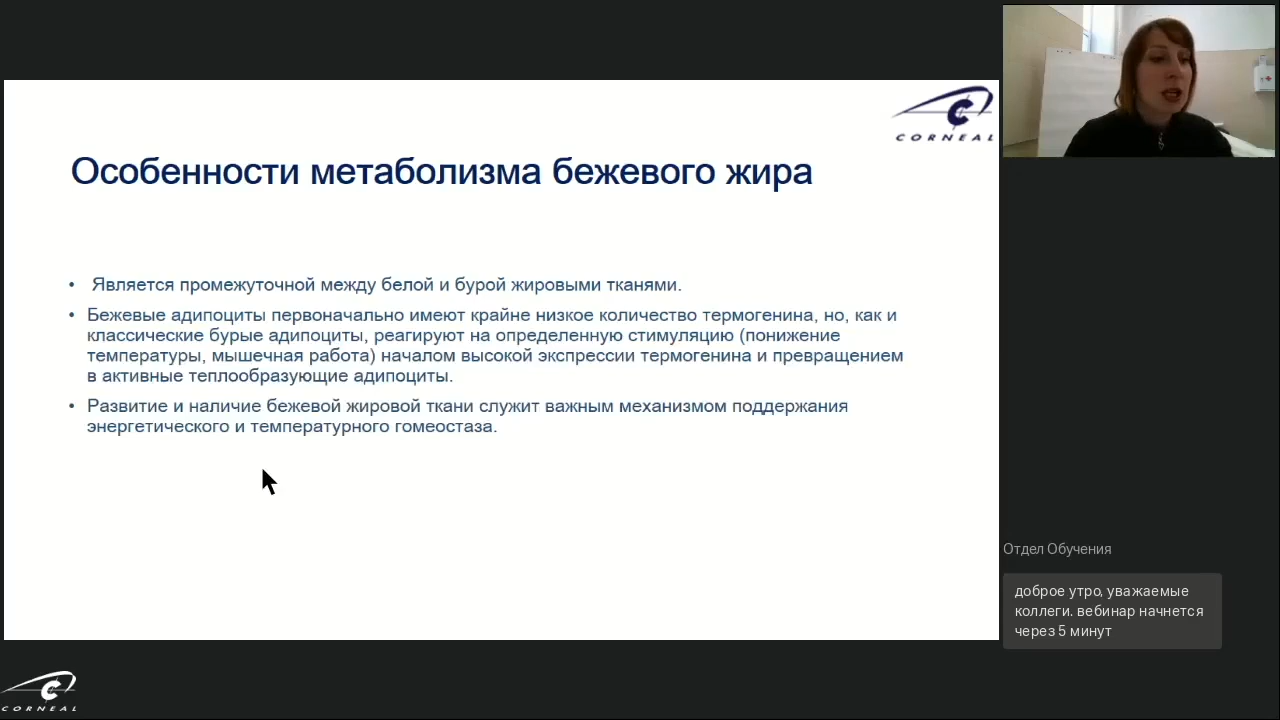 CORNEAL
Особенности метаболизма бежевого жира
• Является промежуточной между белой и бурой жировыми тканями.
• Бежевые адипоциты первоначально имеют крайне низкое количество термогенина, но, как и
классические бурые адипоциты, реагируют на определенную стимуляцию (понижение
температуры, мышечная работа) началом высокой экспрессии термогенина и превращением
в активные теплообразующие адипоциты.
• Развитие и наличие бежевой жировой ткани служит важным механизмом поддержания
энергетического и температурного гомеостаза.
Отдел Обучения
доброе утро, уважаемые
коллеги. вебинар начнется
через 5 минут
CORNEAL